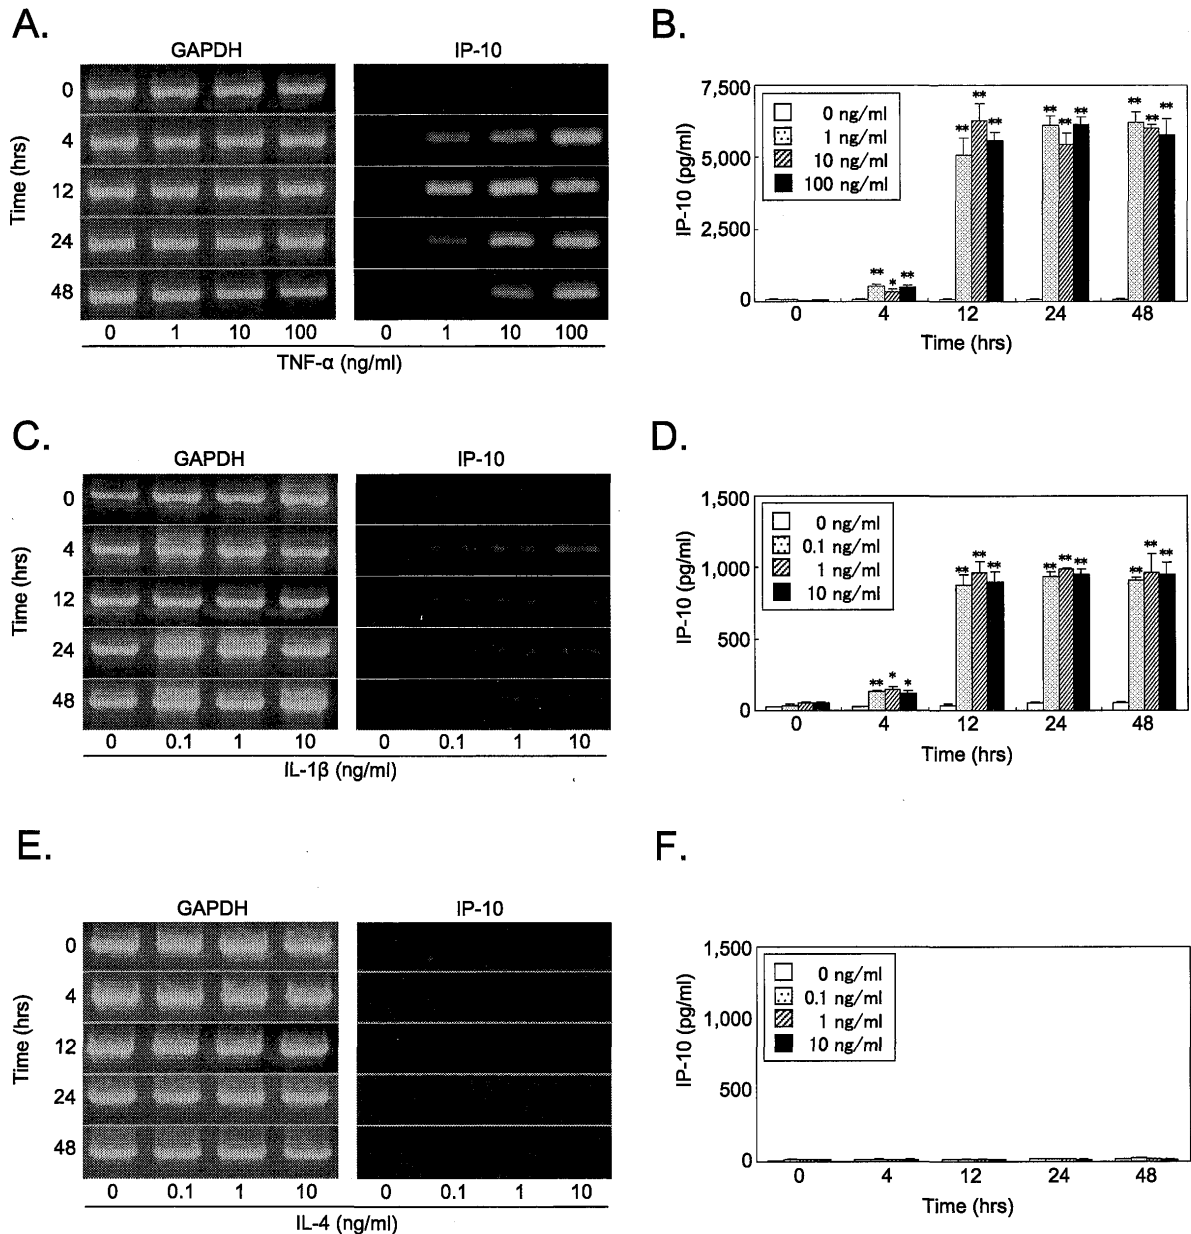 A.
GAPDH IP-10
Time (hrs)
0
4
12
24
48
0 1 10 100 0 1 10 100
TNF-α (ng/ml)
B.
IP-10 (pg/ml)
7,500
5,000
2,500
0
0 ng/ml
1 ng/ml
10 ng/ml
100 ng/ml
** * **
** ** **
** ** **
** ** **
0 4 12 24 48
Time (hrs)
C.
GAPDH IP-10
Time (hrs)
0
4
12
24
48
0 0.1 1 10 0 0.1 1 10
IL-1β (ng/ml)
D.
IP-10 (pg/ml)
1,500
1,000
500
0
0 ng/ml
0.1 ng/ml
1 ng/ml
10 ng/ml
** * *
** ** **
** ** **
** ** **
0 4 12 24 48
Time (hrs)
E.
GAPDH IP-10
Time (hrs)
0
4
12
24
48
0 0.1 1 10 0 0.1 1 10
IL-4 (ng/ml)
F.
IP-10 (pg/ml)
1,500
1,000
500
0
0 ng/ml
0.1 ng/ml
1 ng/ml
10 ng/ml
0 4 12 24 48
Time (hrs)